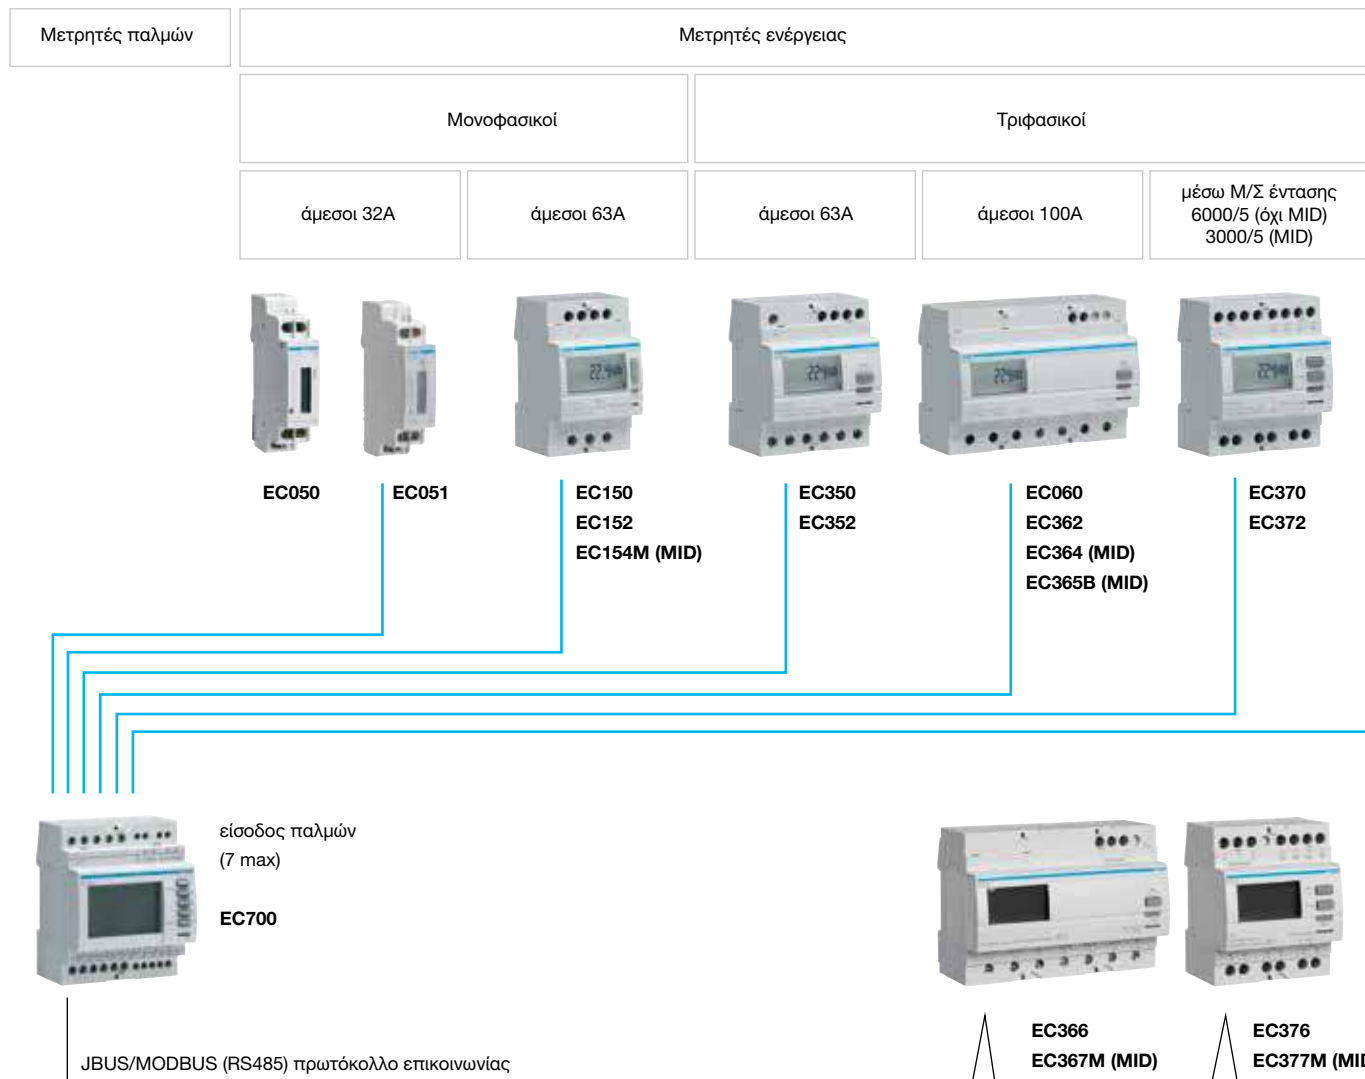 Μετρητές παλμών
Μετρητές ενέργειας
Μονοφασικοί
Τριφασικοί
άμεσοι 32A
άμεσοι 63A
άμεσοι 63A
άμεσοι 100A
μέσω Μ/Σ έντασης
6000/5 (όχι MID)
3000/5 (MID)
EC050
EC051
EC150
EC152
EC154M (MID)
EC350
EC352
EC060
EC362
EC364 (MID)
EC365B (MID)
EC370
EC372
είσοδος παλμών
(7 max)
EC700
EC366
EC367M (MID)
EC376
EC377M (MID
JBUS/MODBUS (RS485) πρωτόκολλο επικοινωνίας